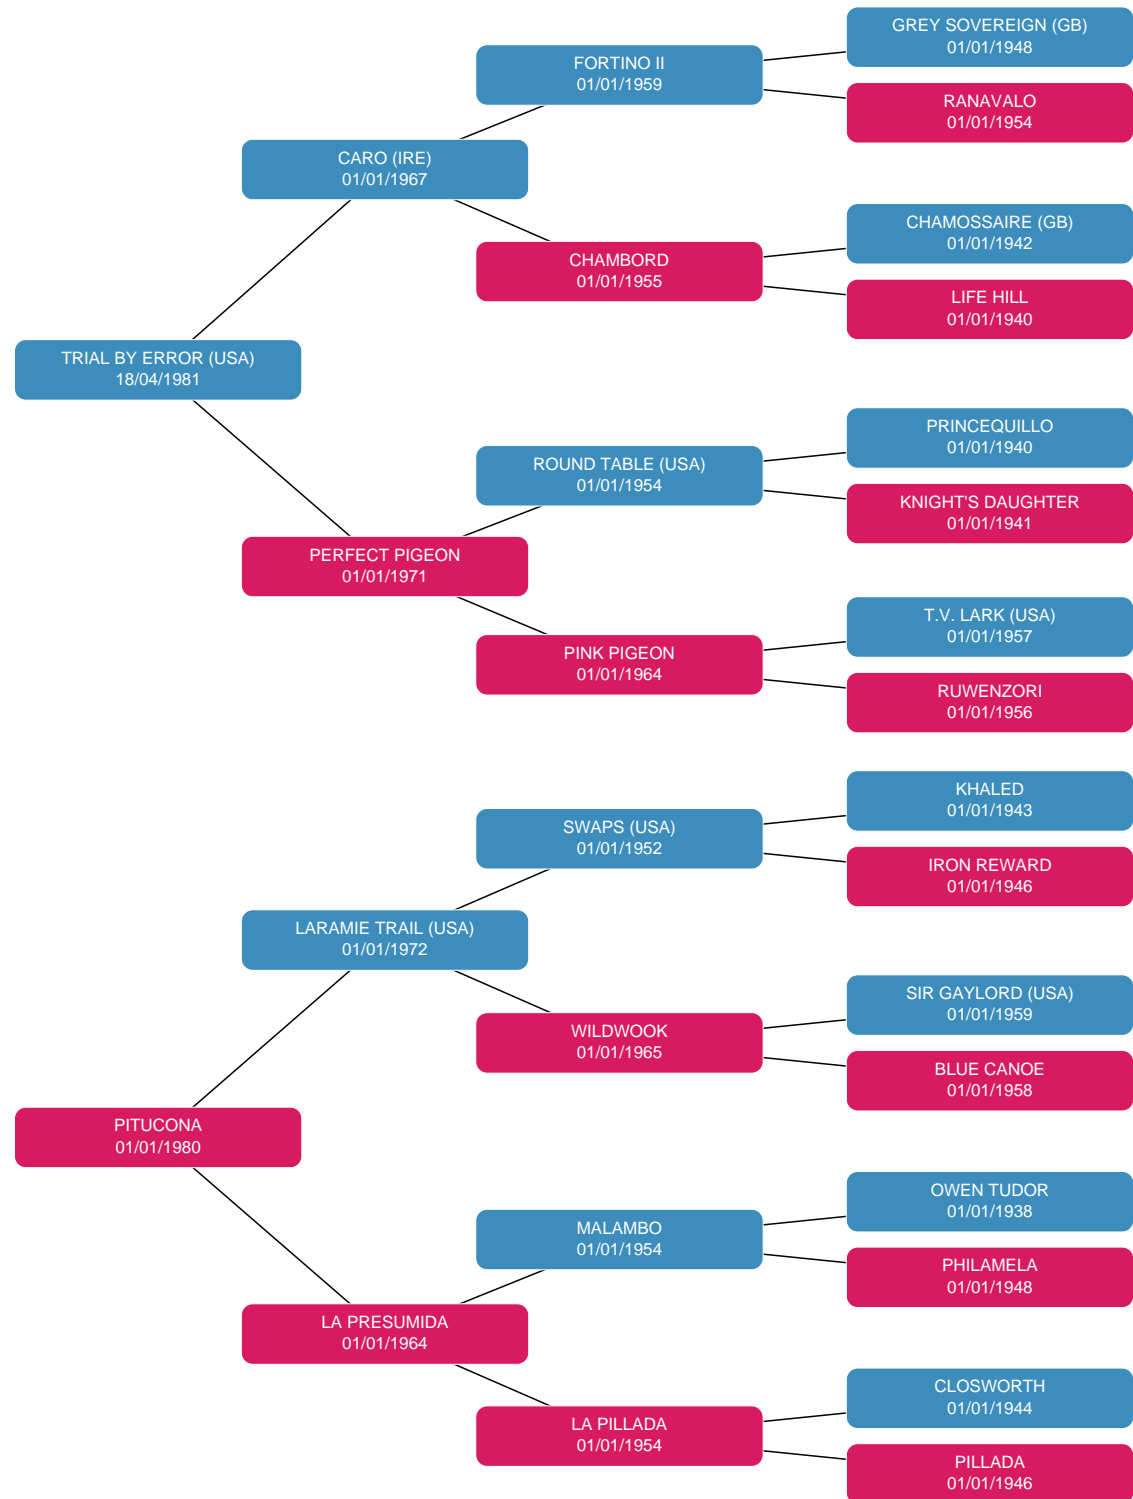 GREY SOVEREIGN (GB)
01/01/1948
FORTINO II
01/01/1959
RANAVALO
01/01/1954
CARO (IRE)
01/01/1967
CHAMOSSAIRE (GB)
01/01/1942
CHAMBORD
01/01/1955
LIFE HILL
01/01/1940
TRIAL BY ERROR (USA)
18/04/1981
PRINCEQUILLO
01/01/1940
ROUND TABLE (USA)
01/01/1954
KNIGHT'S DAUGHTER
01/01/1941
PERFECT PIGEON
01/01/1971
T.V. LARK (USA)
01/01/1957
PINK PIGEON
01/01/1964
RUWENZORI
01/01/1956
KHALED
01/01/1943
SWAPS (USA)
01/01/1952
IRON REWARD
01/01/1946
LARAMIE TRAIL (USA)
01/01/1972
SIR GAYLORD (USA)
01/01/1959
WILDWOOK
01/01/1965
BLUE CANOE
01/01/1958
PITUCONA
01/01/1980
OWEN TUDOR
01/01/1938
MALAMBO
01/01/1954
PHILAMELA
01/01/1948
LA PRESUMIDA
01/01/1964
CLOSWORTH
01/01/1944
LA PILLADA
01/01/1954
PILLADA
01/01/1946